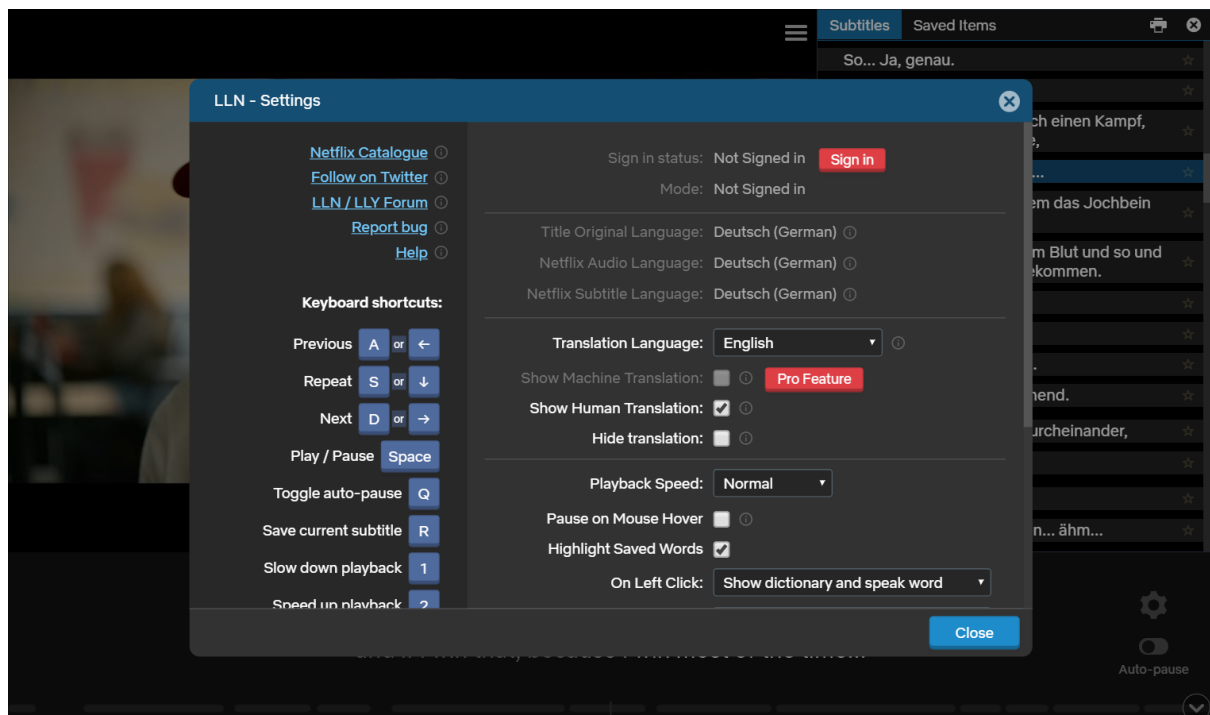 Subtitles Saved Items
So... Ja, genau.
LLN - Settings
ch einen Kampf,
Netflix Catalogue
Follow on Twitter
LLN / LLY Forum
Report bug
Help
Keyboard shortcuts:
Previous A or ←
Repeat S or ↓
Next D or →
Play / Pause Space
Toggle auto-pause Q
Save current subtitle R
Slow down playback 1
Speed up playback 2
Sign in status: Not Signed in Sign in
Mode: Not Signed in
Title Original Language: Deutsch (German)
Netflix Audio Language: Deutsch (German)
Netflix Subtitle Language: Deutsch (German)
Translation Language: English
Show Machine Translation: Pro Feature
Show Human Translation:
Hide translation:
Playback Speed: Normal
Pause on Mouse Hover
Highlight Saved Words
On Left Click: Show dictionary and speak word
Close
...
em das Jochbein
m Blut und so und
ekommen.
nend.
urcheinander,
n... ähm...
most of the time...
Auto-pause